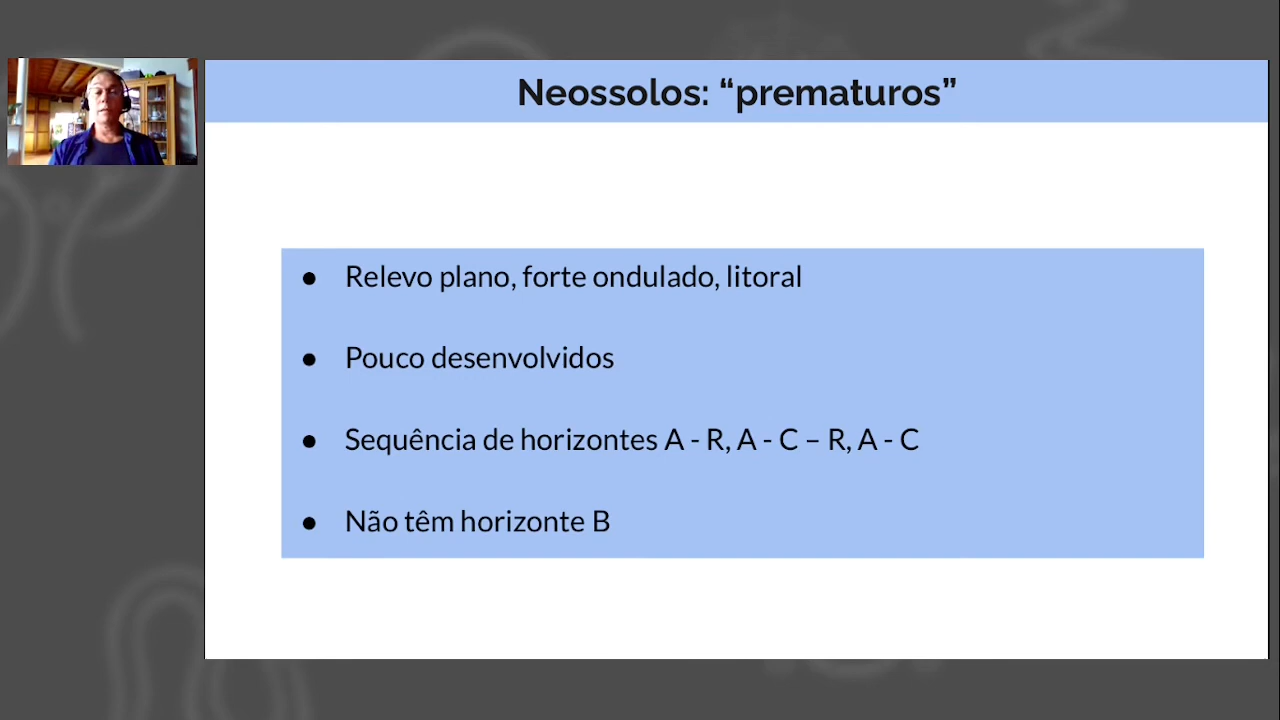 Neossolos: “prematuros”
● Relevo plano, forte ondulado, litoral
● Pouco desenvolvidos
● Sequência de horizontes A - R, A - C – R, A - C
● Não têm horizonte B